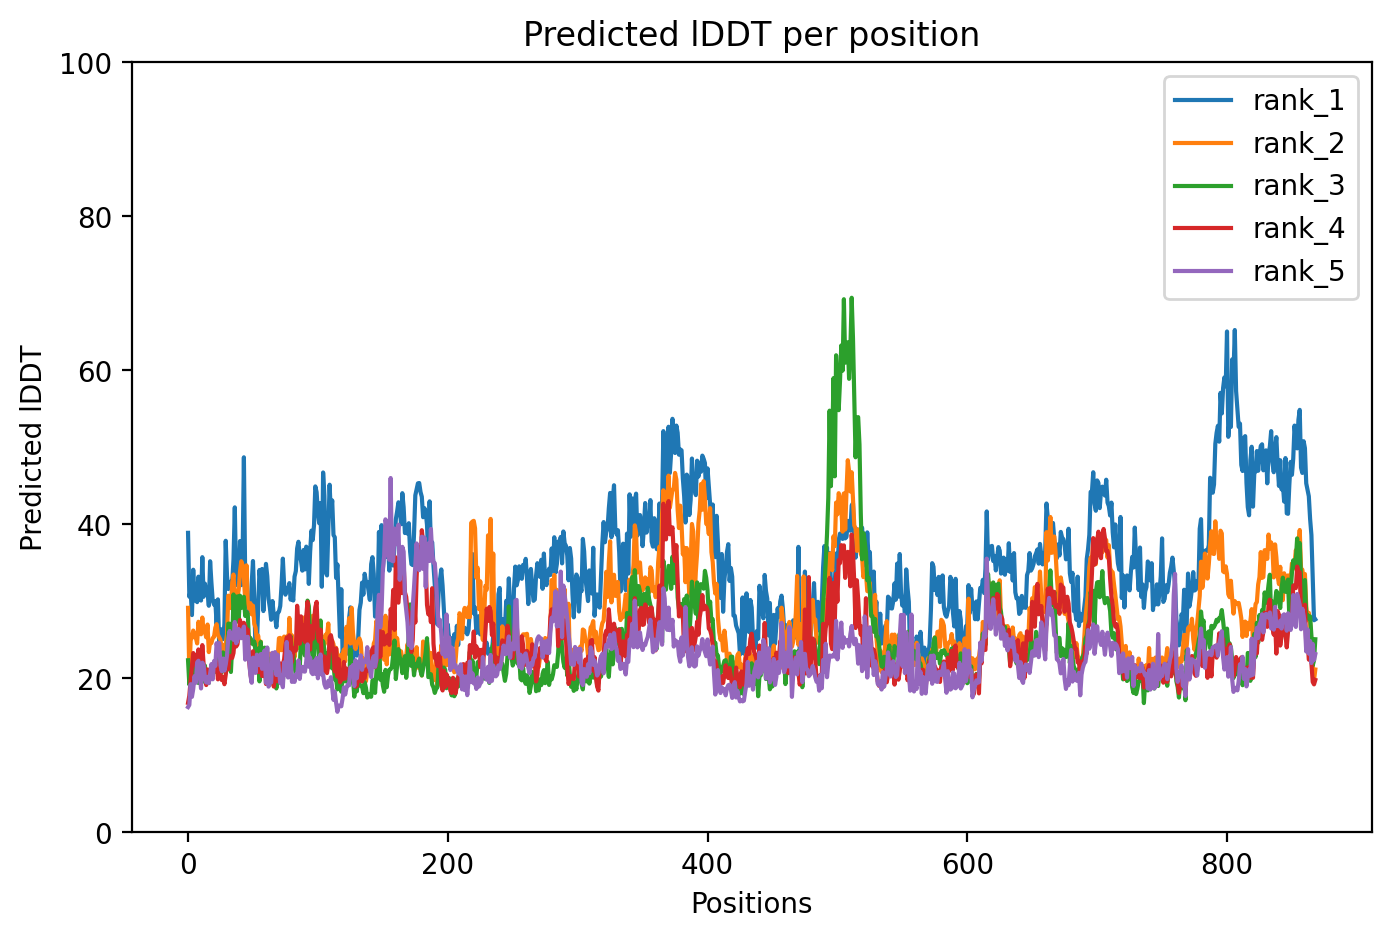 Predicted lDDT per position
100
80
60
40
20
0
Predicted lDDT
0 200 400 600 800
Positions
rank_1
rank_2
rank_3
rank_4
rank_5